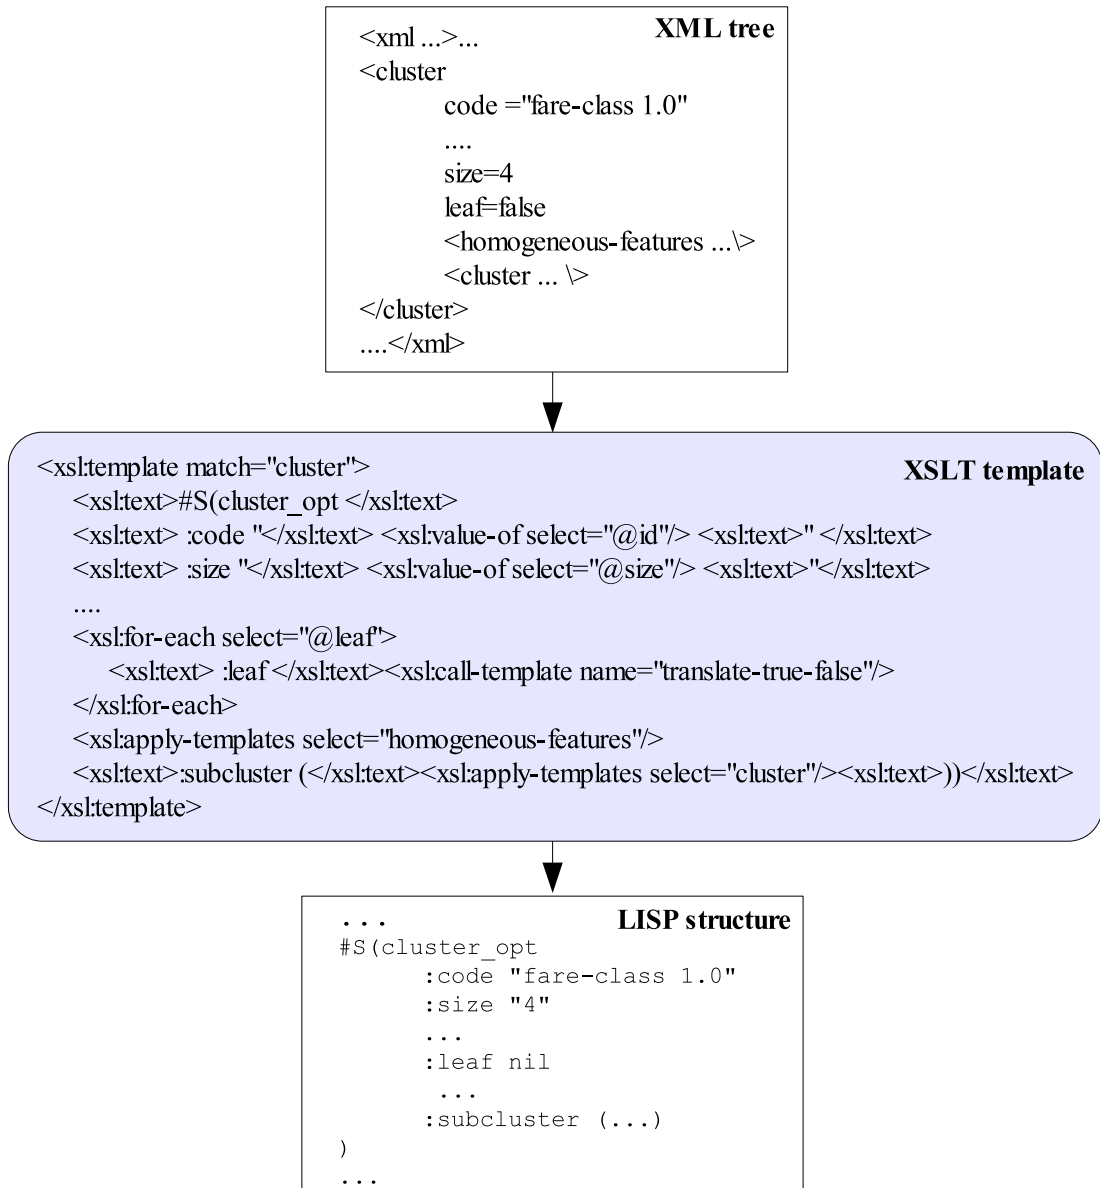 XML tree
<xml ...>...
<cluster
code ="fare-class 1.0"
....
size=4
leaf=false
<homogeneous-features ...\>
<cluster ... \>
</cluster>
....</xml>
XSLT template
<xsl:template match="cluster">
<xsl:text>#S(cluster_opt </xsl:text>
<xsl:text> :code "</xsl:text> <xsl:value-of select="@id"/> <xsl:text>" </xsl:text>
<xsl:text> :size "</xsl:text> <xsl:value-of select="@size"/> <xsl:text>"</xsl:text>
....
<xsl:for-each select="@leaf">
<xsl:text> :leaf </xsl:text><xsl:call-template name="translate-true-false"/>
</xsl:for-each>
<xsl:apply-templates select="homogeneous-features"/>
<xsl:text>:subcluster (</xsl:text><xsl:apply-templates select="cluster"/><xsl:text>))</xsl:text>
</xsl:template>
LISP structure
...
#S(cluster_opt
:code "fare-class 1.0"
:size "4"
...
:leaf nil
...
:subcluster (...)
)
...